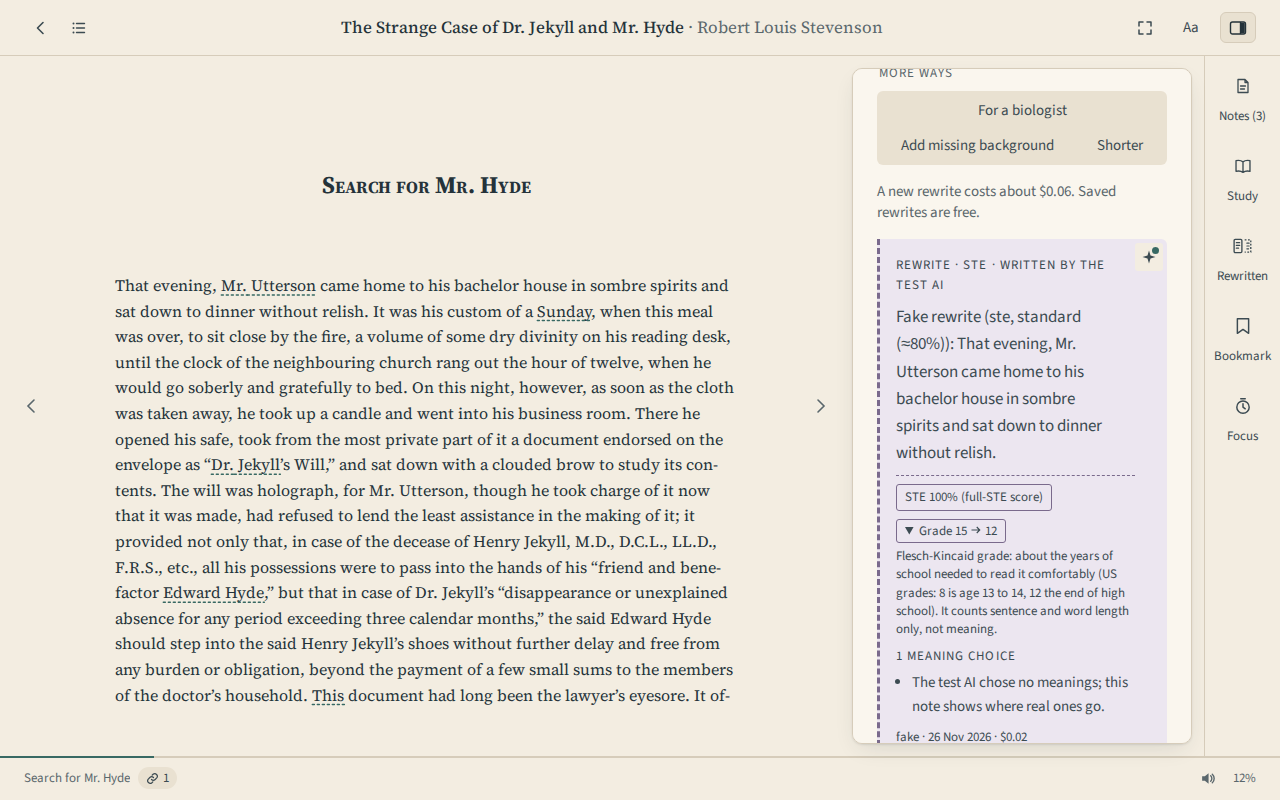 The Strange Case of Dr. Jekyll and Mr. Hyde · Robert Louis Stevenson
Aa
SEARCH FOR MR. HYDE
That evening, Mr. Utterson came home to his bachelor house in sombre spirits and
sat down to dinner without relish. It was his custom of a Sunday, when this meal
was over, to sit close by the fire, a volume of some dry divinity on his reading desk,
until the clock of the neighbouring church rang out the hour of twelve, when he
would go soberly and gratefully to bed. On this night, however, as soon as the cloth
was taken away, he took up a candle and went into his business room. There he
opened his safe, took from the most private part of it a document endorsed on the
envelope as “Dr. Jekyll’s Will,” and sat down with a clouded brow to study its con-
tents. The will was holograph, for Mr. Utterson, though he took charge of it now
that it was made, had refused to lend the least assistance in the making of it; it
provided not only that, in case of the decease of Henry Jekyll, M.D., D.C.L., LL.D.,
F.R.S., etc., all his possessions were to pass into the hands of his “friend and bene-
factor Edward Hyde,” but that in case of Dr. Jekyll’s “disappearance or unexplained
absence for any period exceeding three calendar months,” the said Edward Hyde
should step into the said Henry Jekyll’s shoes without further delay and free from
any burden or obligation, beyond the payment of a few small sums to the members
of the doctor’s household. This document had long been the lawyer’s eyesore. It of-
MORE WAYS
For a biologist
Add missing background Shorter
A new rewrite costs about $0.06. Saved
rewrites are free.
REWRITE · STE · WRITTEN BY THE
TEST AI
Fake rewrite (ste, standard
(≈80%)): That evening, Mr.
Utterson came home to his
bachelor house in sombre
spirits and sat down to dinner
without relish.
STE 100% (full-STE score)
▼ Grade 15 → 12
Flesch-Kincaid grade: about the years of
school needed to read it comfortably (US
grades: 8 is age 13 to 14, 12 the end of high
school). It counts sentence and word length
only, not meaning.
1 MEANING CHOICE
• The test AI chose no meanings; this
note shows where real ones go.
fake · 26 Nov 2026 · $0.02
Notes (3)
Study
Rewritten
Bookmark
Focus
Search for Mr. Hyde 1
12%